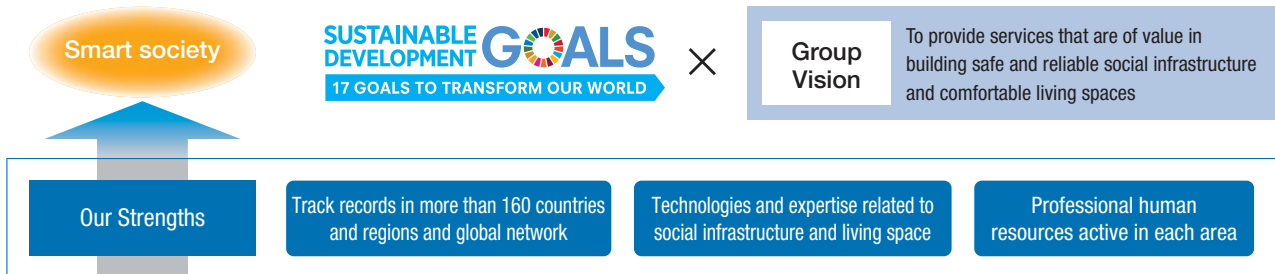 Smart society
SUSTAINABLE
DEVELOPMENT
GOALS
17 GOALS TO TRANSFORM OUR WORLD
×
Group
Vision
To provide services that are of value in
building safe and reliable social infrastructure
and comfortable living spaces
Our Strengths
Track records in more than 160 countries
and regions and global network
Technologies and expertise related to
social infrastructure and living space
Professional human
resources active in each area